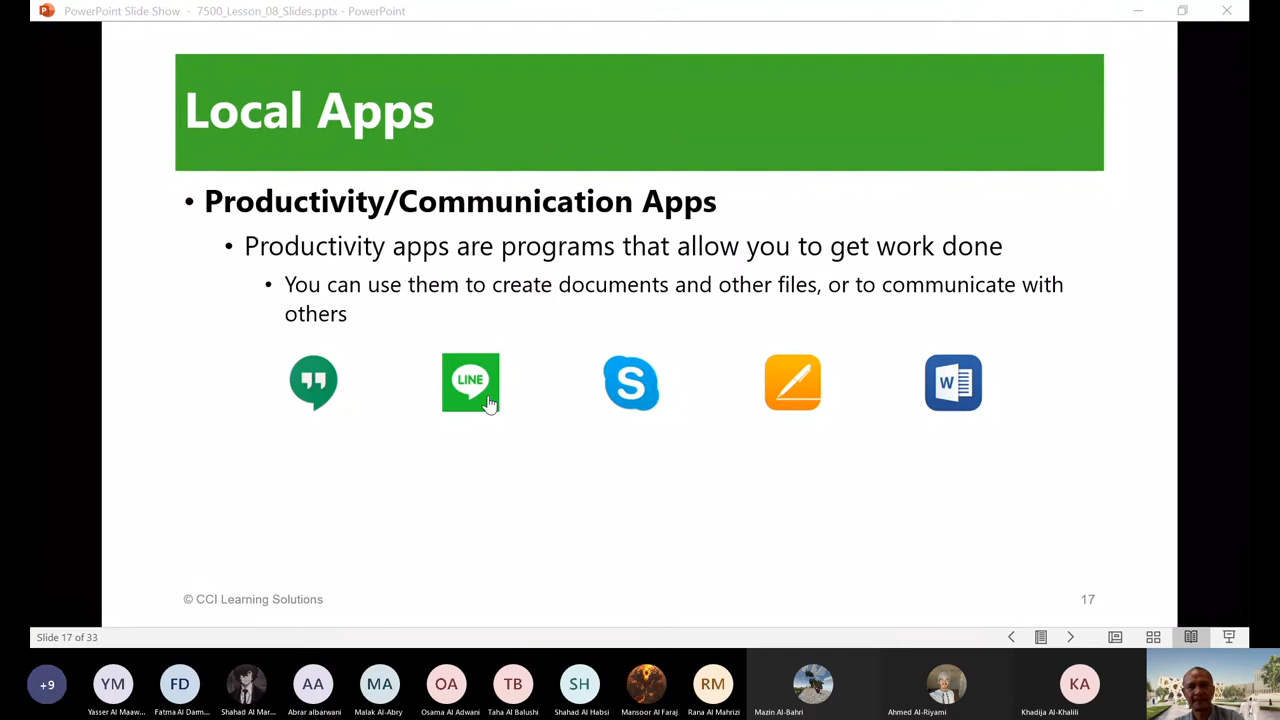 PowerPoint Slide Show - 7500_Lesson_08_Slides.pptx - PowerPoint
Local Apps
• Productivity/Communication Apps
• Productivity apps are programs that allow you to get work done
• You can use them to create documents and other files, or to communicate with
others
LINE
S
W
© CCI Learning Solutions
17
Slide 17 of 33
+9
YM
FD
AA
MA
OA
TB
SH
RM
KA
Yasser Al Maaw...
Fatma Al Darm...
Shahad Al Mar...
Abrar albarwani
Malak Al-Abry
Osama Al Adwani
Taha Al Balushi
Shahad Al Habsi
Mansoor Al Faraj
Rana Al Mahrizi
Mazin Al-Bahri
Ahmed Al-Riyami
Khadija Al-Khalili